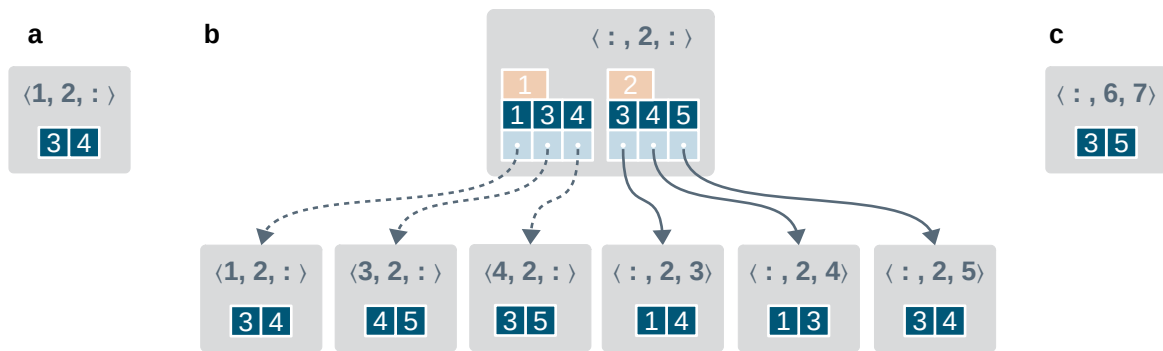 a
⟨1, 2, : ⟩
3 4
b
⟨ : , 2, : ⟩
1 2
1 3 4 3 4 5
⟨1, 2, : ⟩
3 4
⟨3, 2, : ⟩
4 5
⟨4, 2, : ⟩
3 5
⟨ : , 2, 3⟩
1 4
⟨ : , 2, 4⟩
1 3
⟨ : , 2, 5⟩
3 4
c
⟨ : , 6, 7⟩
3 5